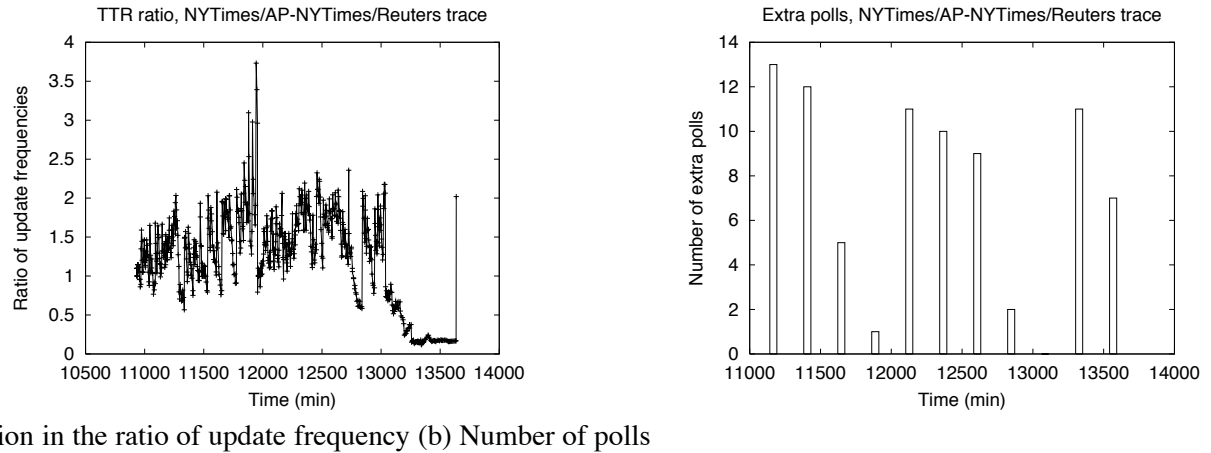 TTR ratio, NYTimes/AP-NYTimes/Reuters trace
4
3.5
3
2.5
2
1.5
1
0.5
0
Ratio of update frequencies
10500 11000 11500 12000 12500 13000 13500 14000
Time (min)
Extra polls, NYTimes/AP-NYTimes/Reuters trace
14
12
10
8
6
4
2
0
Number of extra polls
11000 11500 12000 12500 13000 13500 14000
Time (min)
ion in the ratio of update frequency (b) Number of polls